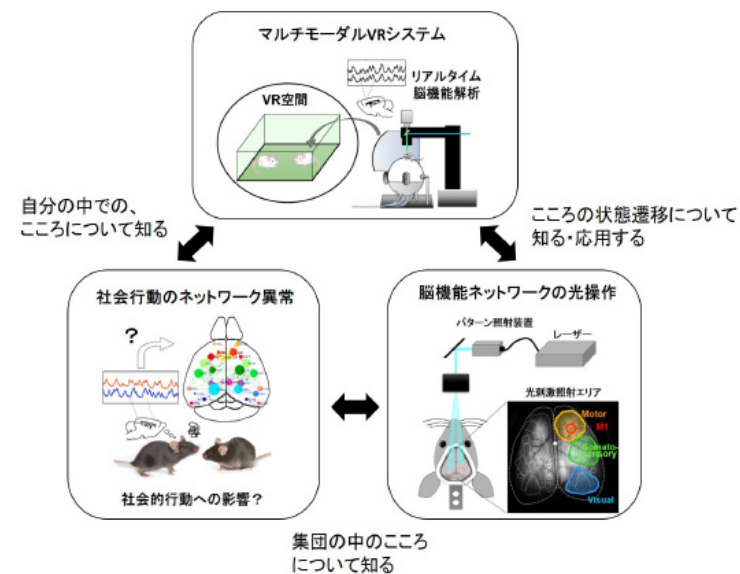 マルチモーダルVRシステム
リアルタイム
脳機能解析
VR空間
自分の中での、
こころについて知る
こころの状態遷移について
知る・応用する
社会行動のネットワーク異常
?
社会的行動への影響？
脳機能ネットワークの光操作
パターン照射装置
レーザー
光刺激照射エリア
Motor
M1
Somato-
sensory
Visual
集団の中のこころ
について知る